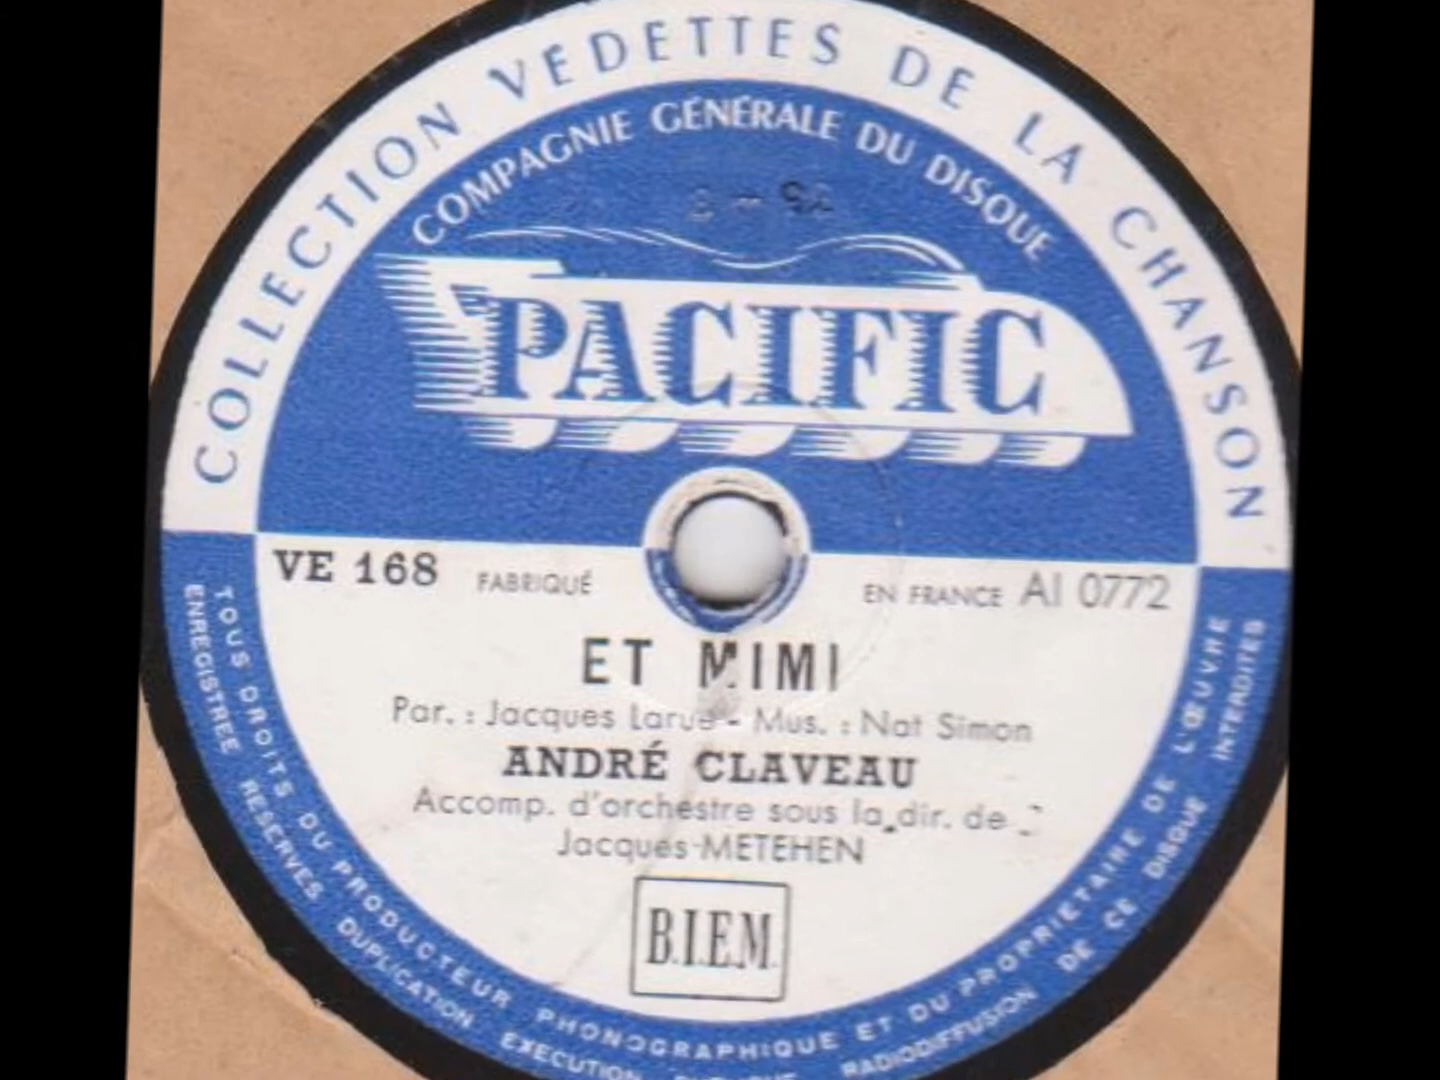 COLLECTION VEDETTES DE LA CHANSON
COMPAGNIE GÉNÉRALE DU DISQUE
PACIFIC
VE 168 FABRIQUÉ EN FRANCE AI 0772
ET MIMI
Par. : Jacques Larue - Mus. : Nat Simon
ANDRÉ CLAVEAU
Accomp. d'orchestre sous la dir. de
Jacques METEHEN
B.I.E.M.
TOUS DROITS DU PRODUCTEUR PHONOGRAPHIQUE ET DU PROPRIETAIRE DE L'ŒUVRE
ENREGISTREE RESERVES DUPLICATION EXECUTION RADIODIFFUSION DE CE DISQUE INTERDITES